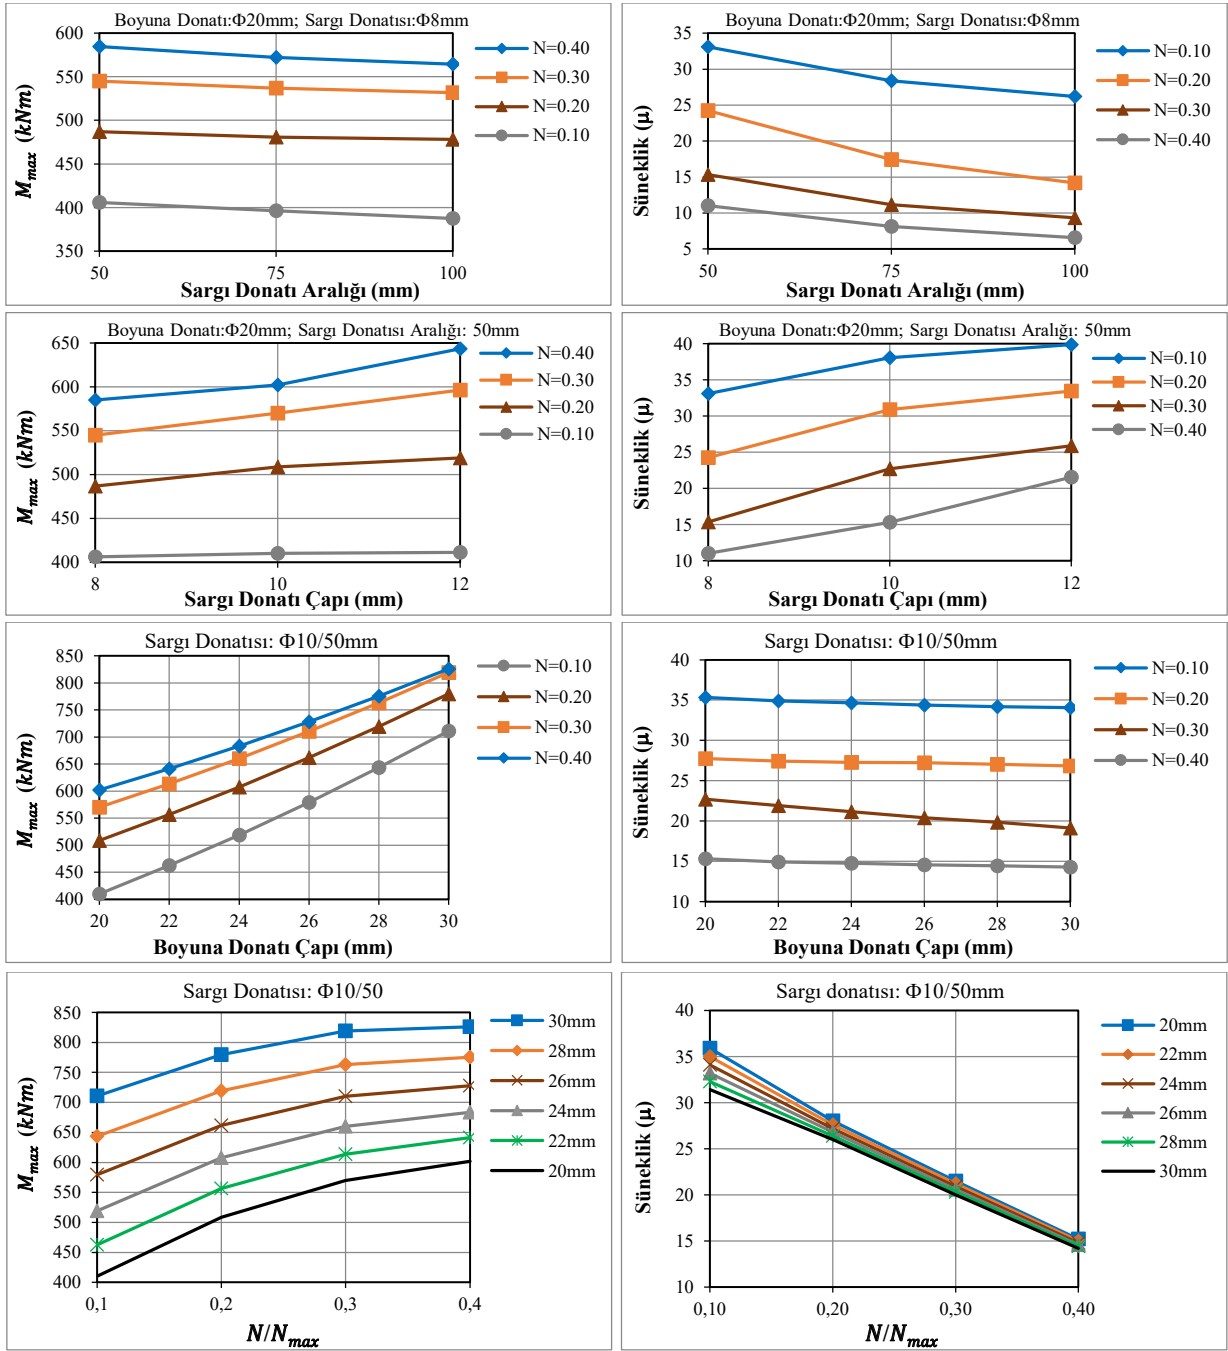 Boyuna Donatı:Φ20mm; Sargı Donatısı:Φ8mm
600
550
500
450
400
350
50
75
100
M_max (kNm)
Sargı Donatı Aralığı (mm)
N=0.40
N=0.30
N=0.20
N=0.10
Boyuna Donatı:Φ20mm; Sargı Donatısı:Φ8mm
35
30
25
20
15
10
5
50
75
100
Süneklik (μ)
Sargı Donatı Aralığı (mm)
N=0.10
N=0.20
N=0.30
N=0.40
Boyuna Donatı:Φ20mm; Sargı Donatısı Aralığı: 50mm
650
600
550
500
450
400
8
10
12
M_max (kNm)
Sargı Donatı Çapı (mm)
N=0.40
N=0.30
N=0.20
N=0.10
Boyuna Donatı:Φ20mm; Sargı Donatısı Aralığı: 50mm
40
35
30
25
20
15
10
8
10
12
Süneklik (μ)
Sargı Donatı Çapı (mm)
N=0.10
N=0.20
N=0.30
N=0.40
Sargı Donatısı: Φ10/50mm
850
800
750
700
650
600
550
500
450
400
20
22
24
26
28
30
M_max (kNm)
Boyuna Donatı Çapı (mm)
N=0.10
N=0.20
N=0.30
N=0.40
Sargı Donatısı: Φ10/50mm
40
35
30
25
20
15
10
20
22
24
26
28
30
Süneklik (μ)
Boyuna Donatı Çapı (mm)
N=0.10
N=0.20
N=0.30
N=0.40
Sargı Donatısı: Φ10/50
850
800
750
700
650
600
550
500
450
400
0,1
0,2
0,3
0,4
M_max (kNm)
N/N_max
30mm
28mm
26mm
24mm
22mm
20mm
Sargı donatısı: Φ10/50mm
40
35
30
25
20
15
10
0,10
0,20
0,30
0,40
Süneklik (μ)
N/N_max
20mm
22mm
24mm
26mm
28mm
30mm